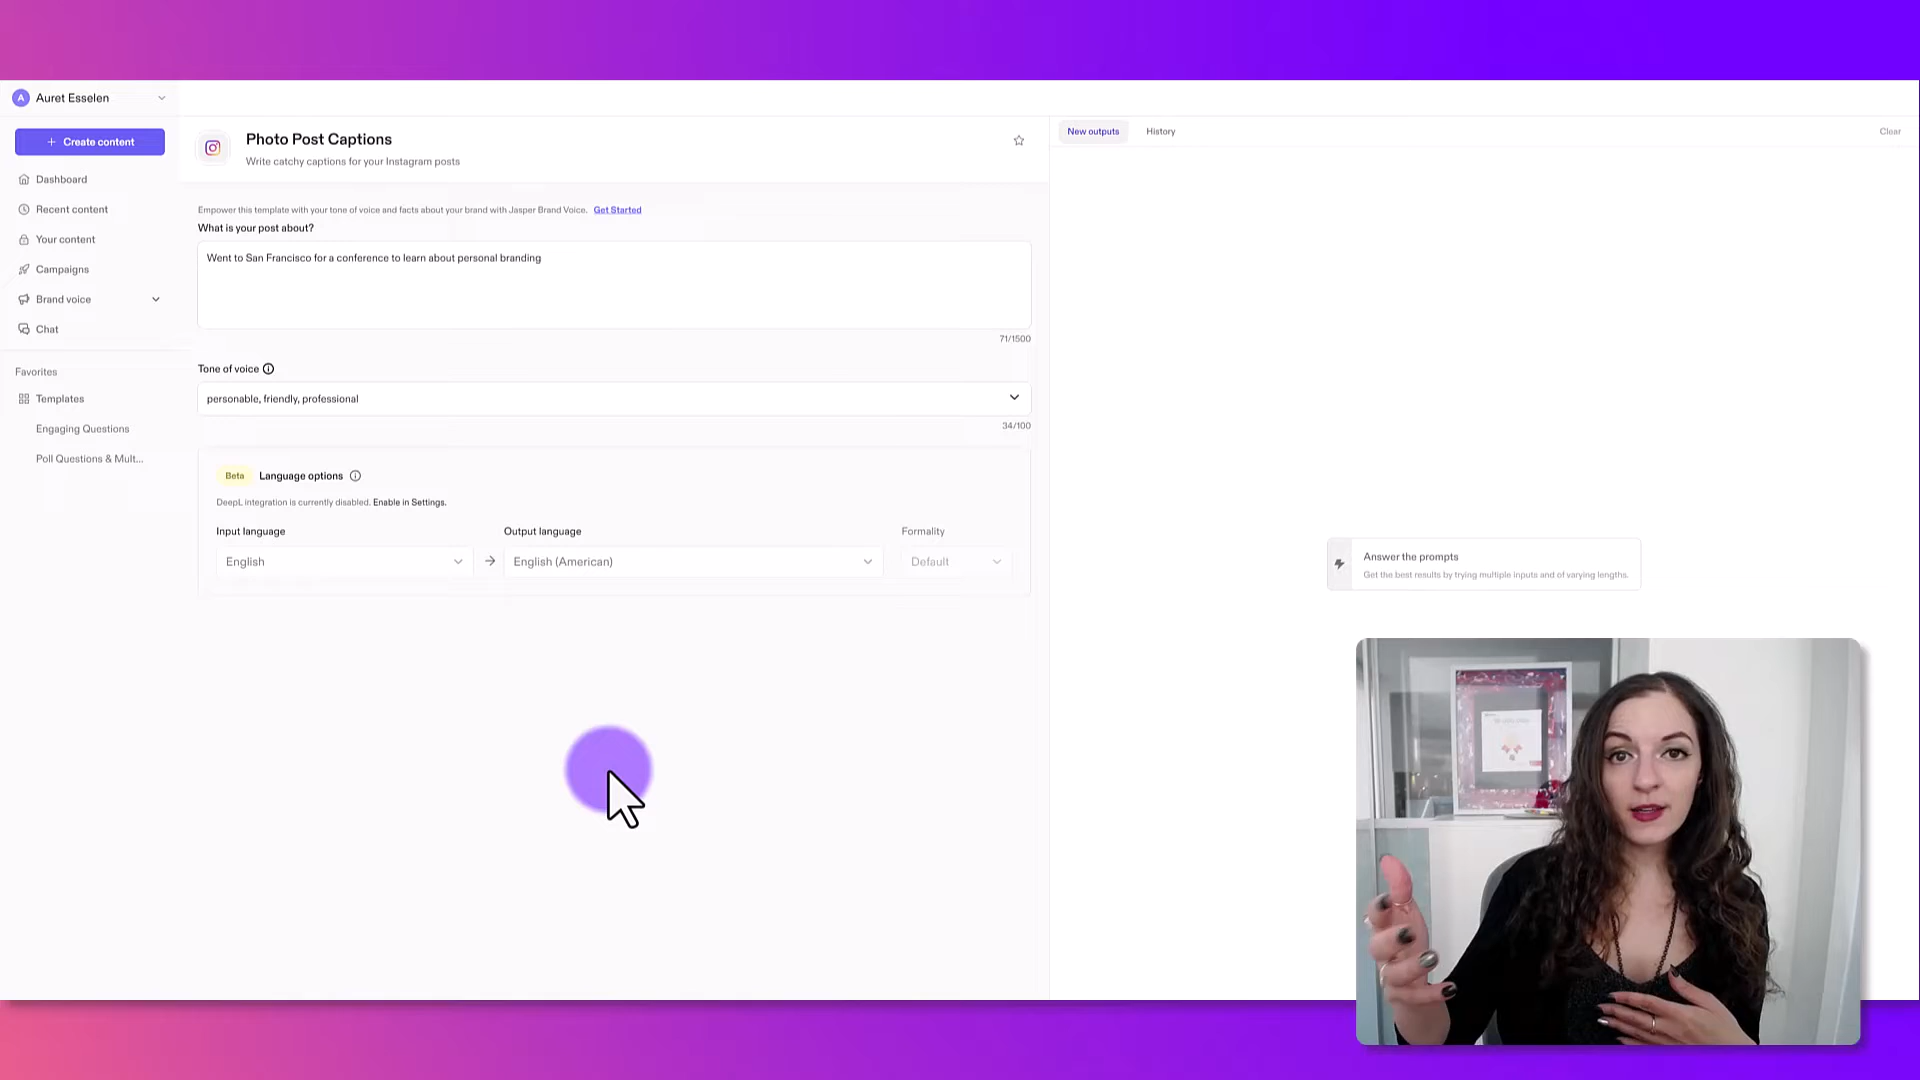 A Auret Esselen
+ Create content
Dashboard
Recent content
Your content
Campaigns
Brand voice
Chat
Favorites
Templates
Engaging Questions
Poll Questions & Mult...
Photo Post Captions
Write catchy captions for your Instagram posts
Empower this template with your tone of voice and facts about your brand with Jasper Brand Voice. Get Started
What is your post about?
Went to San Francisco for a conference to learn about personal branding
71/1500
Tone of voice
personable, friendly, professional
34/100
Beta Language options
DeepL integration is currently disabled. Enable in Settings.
Input language Output language Formality
English → English (American) Default
New outputs History Clear
Answer the prompts
Get the best results by trying multiple inputs and of varying lengths.